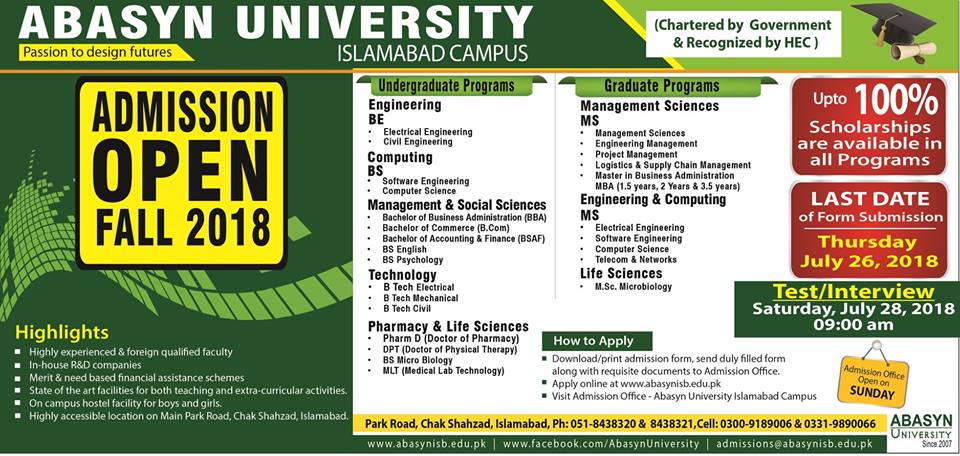 ABASYN UNIVERSITY
Passion to design futures
ISLAMABAD CAMPUS
(Chartered by Government
& Recognized by HEC )
ADMISSION
OPEN
FALL 2018
Highlights
Highly experienced & foreign qualified faculty
In-house R&D companies
Merit & need based financial assistance schemes
State of the art facilities for both teaching and extra-curricular activities.
On campus hostel facility for boys and girls.
Highly accessible location on Main Park Road, Chak Shahzad, Islamabad.
Undergraduate Programs
Engineering
BE
• Electrical Engineering
• Civil Engineering
Computing
BS
• Software Engineering
• Computer Science
Management & Social Sciences
• Bachelor of Business Administration (BBA)
• Bachelor of Commerce (B.Com)
• Bachelor of Accounting & Finance (BSAF)
• BS English
• BS Psychology
Technology
• B Tech Electrical
• B Tech Mechanical
• B Tech Civil
Pharmacy & Life Sciences
• Pharm D (Doctor of Pharmacy)
• DPT (Doctor of Physical Therapy)
• BS Micro Biology
• MLT (Medical Lab Technology)
Graduate Programs
Management Sciences
MS
• Management Sciences
• Engineering Management
• Project Management
• Logistics & Supply Chain Management
• Master in Business Administration
MBA (1.5 years, 2 Years & 3.5 years)
Engineering & Computing
MS
• Electrical Engineering
• Software Engineering
• Computer Science
• Telecom & Networks
Life Sciences
• M.Sc. Microbiology
Upto 100%
Scholarships
are available in
all Programs
LAST DATE
of Form Submission
Thursday
July 26, 2018
Test/Interview
Saturday, July 28, 2018
09:00 am
How to Apply
Download/print admission form, send duly filled form
along with requisite documents to Admission Office.
Apply online at www.abasynisb.edu.pk
Visit Admission Office - Abasyn University Islamabad Campus
Admission Office
Open on
SUNDAY
Park Road, Chak Shahzad, Islamabad, Ph: 051-8438320 & 8438321,Cell: 0300-9189006 & 0331-9890066
www.abasynisb.edu.pk | www.facebook.com/AbasynUniversity | admissions@abasynisb.edu.pk
ABASYN
UNIVERSITY
Since 2007